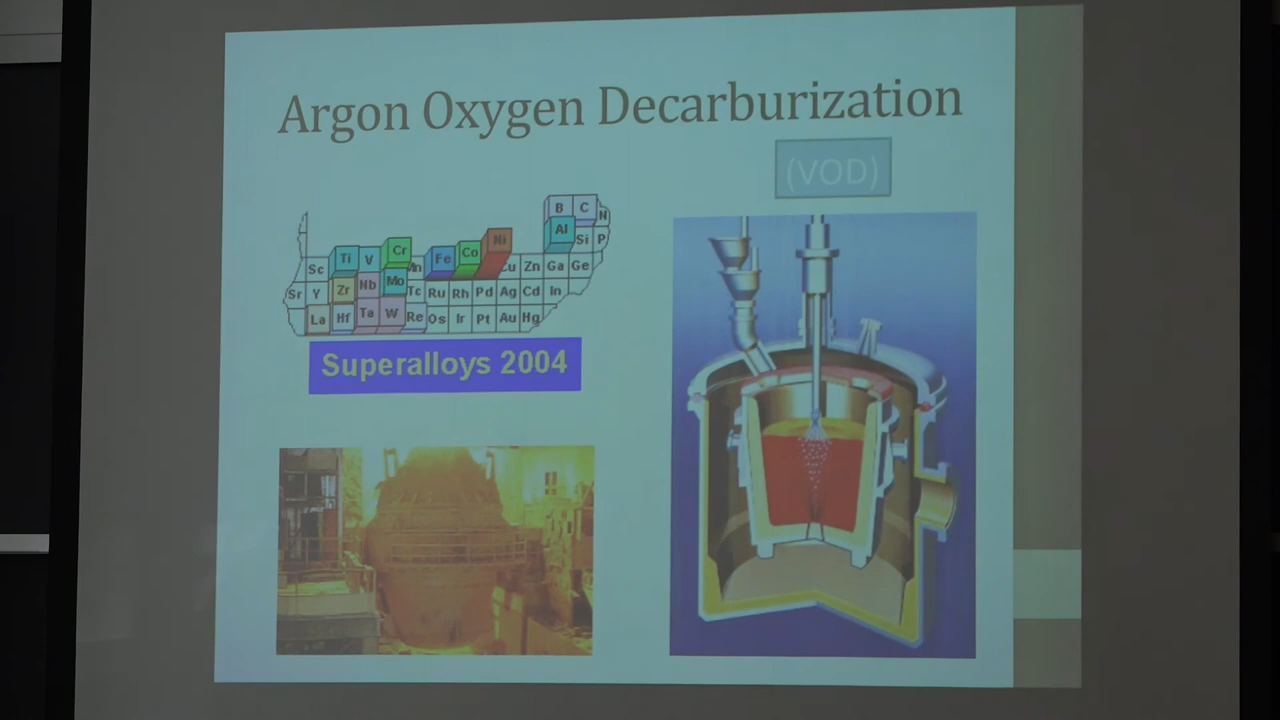 Argon Oxygen Decarburization
(VOD)
B C N
Ti V Cr Mn Fe Co Ni Al Si P
Sc Cu Zn Ga Ge
Sr Y Zr Nb Mo Tc Ru Rh Pd Ag Cd In
La Hf Ta W Re Os Ir Pt Au Hg
Superalloys 2004